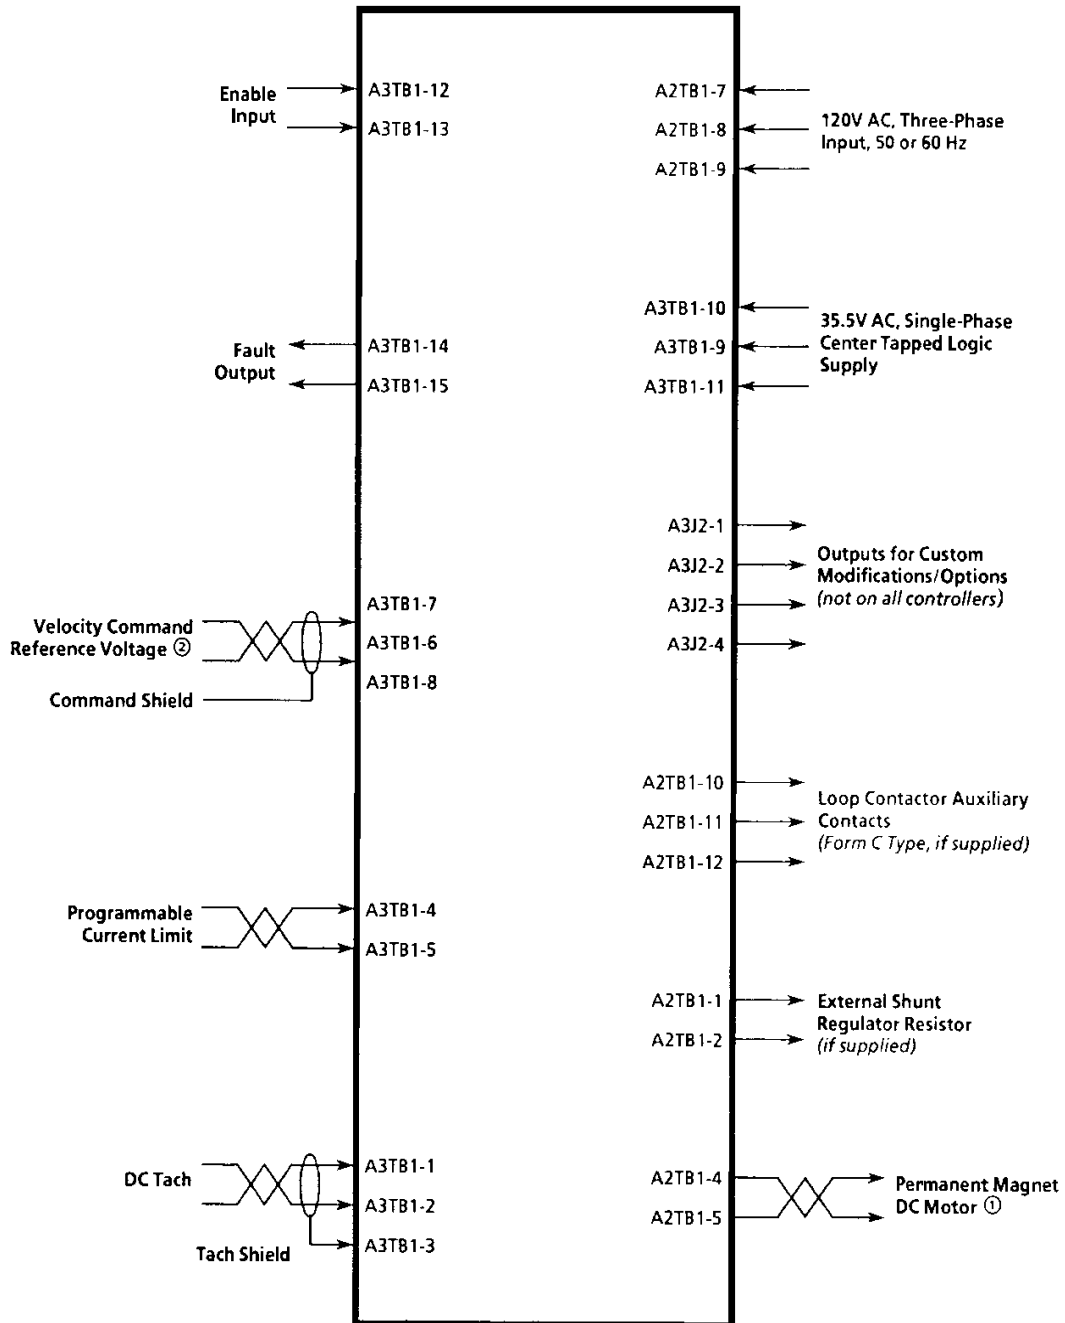 Enable
Input
A3TB1-12
A3TB1-13
Fault
Output
A3TB1-14
A3TB1-15
Velocity Command
Reference Voltage ②
Command Shield
A3TB1-7
A3TB1-6
A3TB1-8
Programmable
Current Limit
A3TB1-4
A3TB1-5
DC Tach
Tach Shield
A3TB1-1
A3TB1-2
A3TB1-3
A2TB1-7
A2TB1-8
A2TB1-9
120V AC, Three-Phase
Input, 50 or 60 Hz
A3TB1-10
A3TB1-9
A3TB1-11
35.5V AC, Single-Phase
Center Tapped Logic
Supply
A3J2-1
A3J2-2
A3J2-3
A3J2-4
Outputs for Custom
Modifications/Options
(not on all controllers)
A2TB1-10
A2TB1-11
A2TB1-12
Loop Contactor Auxiliary
Contacts
(Form C Type, if supplied)
A2TB1-1
A2TB1-2
External Shunt
Regulator Resistor
(if supplied)
A2TB1-4
A2TB1-5
Permanent Magnet
DC Motor ①